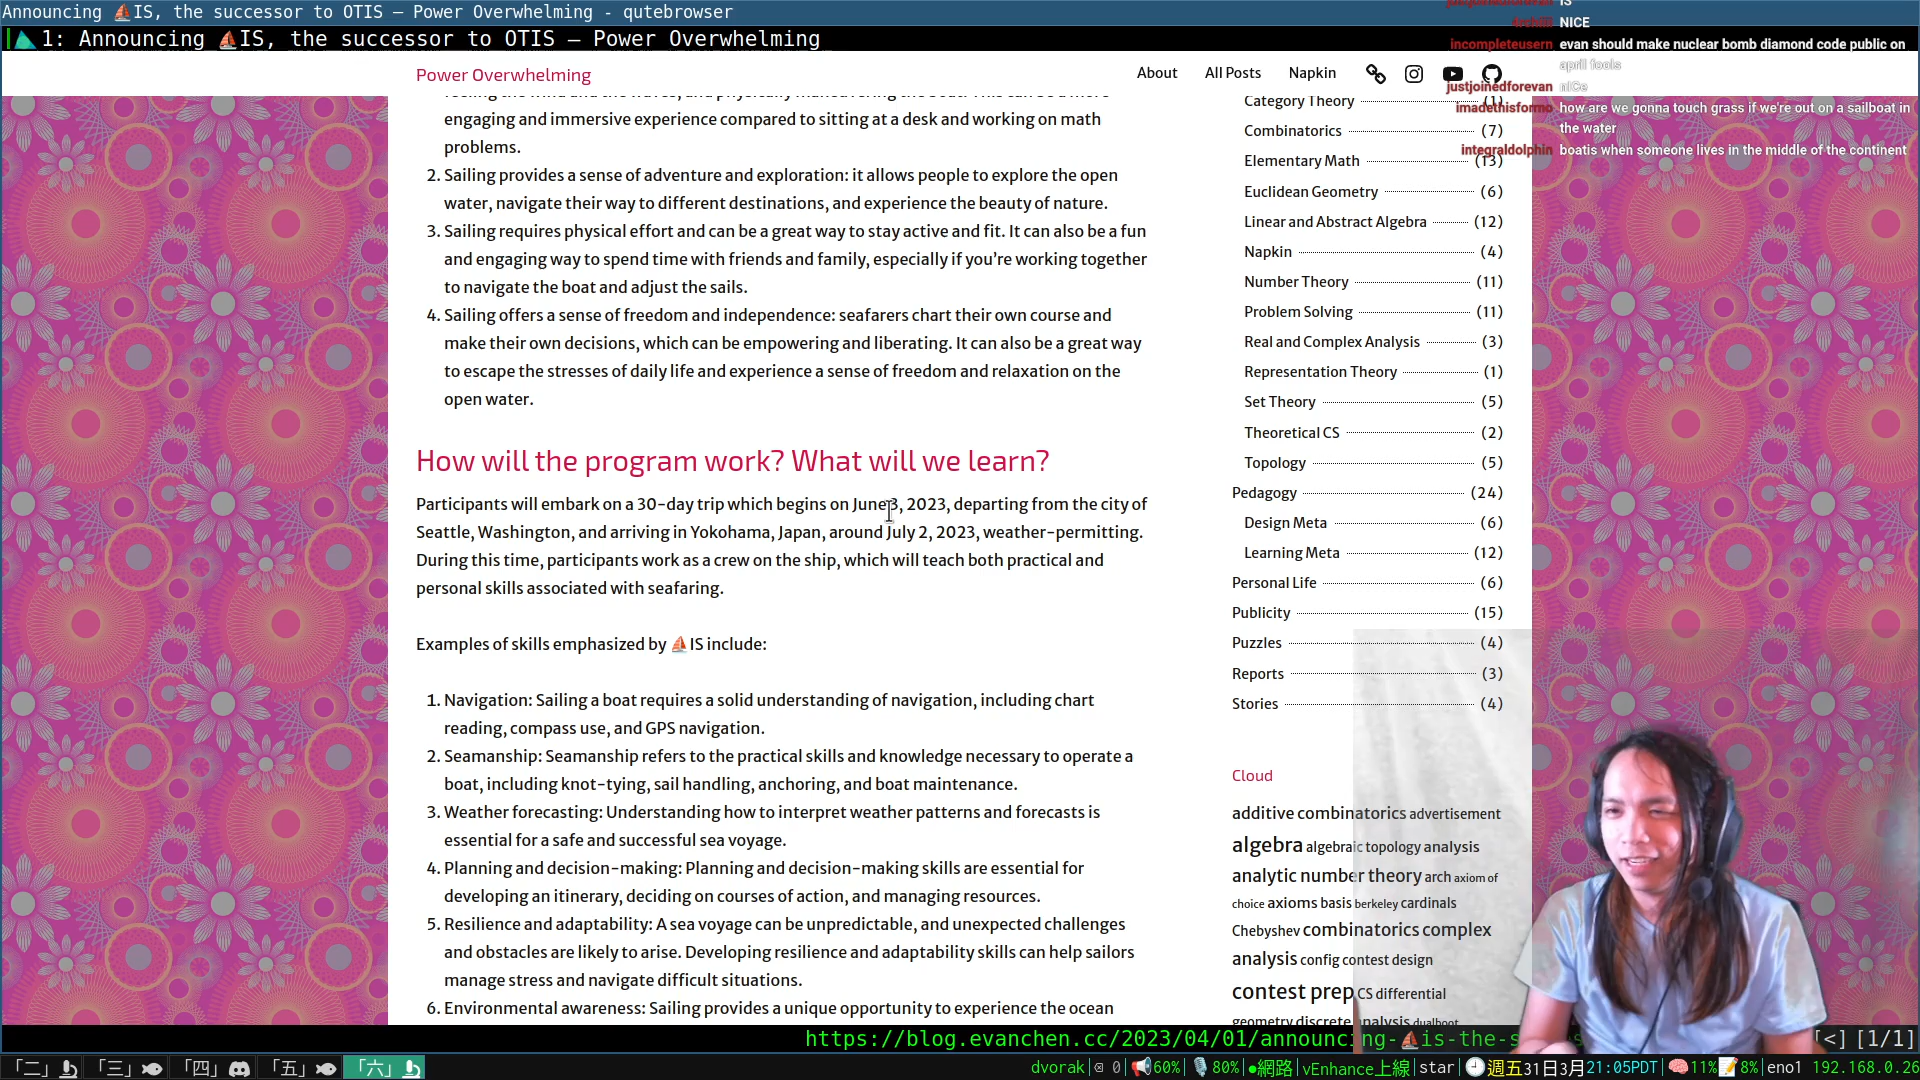 Announcing ⛵IS, the successor to OTIS – Power Overwhelming - qutebrowser
1: Announcing ⛵IS, the successor to OTIS – Power Overwhelming
Power Overwhelming
About
All Posts
Napkin
engaging and immersive experience compared to sitting at a desk and working on math
problems.
2. Sailing provides a sense of adventure and exploration: it allows people to explore the open
water, navigate their way to different destinations, and experience the beauty of nature.
3. Sailing requires physical effort and can be a great way to stay active and fit. It can also be a fun
and engaging way to spend time with friends and family, especially if you're working together
to navigate the boat and adjust the sails.
4. Sailing offers a sense of freedom and independence: seafarers chart their own course and
make their own decisions, which can be empowering and liberating. It can also be a great way
to escape the stresses of daily life and experience a sense of freedom and relaxation on the
open water.
How will the program work? What will we learn?
Participants will embark on a 30-day trip which begins on June 3, 2023, departing from the city of
Seattle, Washington, and arriving in Yokohama, Japan, around July 2, 2023, weather-permitting.
During this time, participants work as a crew on the ship, which will teach both practical and
personal skills associated with seafaring.
Examples of skills emphasized by ⛵IS include:
1. Navigation: Sailing a boat requires a solid understanding of navigation, including chart
reading, compass use, and GPS navigation.
2. Seamanship: Seamanship refers to the practical skills and knowledge necessary to operate a
boat, including knot-tying, sail handling, anchoring, and boat maintenance.
3. Weather forecasting: Understanding how to interpret weather patterns and forecasts is
essential for a safe and successful sea voyage.
4. Planning and decision-making: Planning and decision-making skills are essential for
developing an itinerary, deciding on courses of action, and managing resources.
5. Resilience and adaptability: A sea voyage can be unpredictable, and unexpected challenges
and obstacles are likely to arise. Developing resilience and adaptability skills can help sailors
manage stress and navigate difficult situations.
6. Environmental awareness: Sailing provides a unique opportunity to experience the ocean
Category Theory (1)
Combinatorics (7)
Elementary Math (13)
Euclidean Geometry (6)
Linear and Abstract Algebra (12)
Napkin (4)
Number Theory (11)
Problem Solving (11)
Real and Complex Analysis (3)
Representation Theory (1)
Set Theory (5)
Theoretical CS (2)
Topology (5)
Pedagogy (24)
Design Meta (6)
Learning Meta (12)
Personal Life (6)
Publicity (15)
Puzzles (4)
Reports (3)
Stories (4)
Cloud
additive combinatorics advertisement
algebra algebraic topology analysis
analytic number theory arch axiom of
choice axioms basis berkeley cardinals
Chebyshev combinatorics complex
analysis config contest design
contest prep CS differential
geometry discrete analysis dualboot
IS
NICE
incompleteusern evan should make nuclear bomb diamond code public on
april fools
justjoinedforevan niCe
imadethisformo how are we gonna touch grass if we're out on a sailboat in
the water
integraldolphin boatis when someone lives in the middle of the continent
https://blog.evanchen.cc/2023/04/01/announcing-⛵is-the-s
[<] [1/1]
「二」 「三」 「四」 「五」 「六」
dvorak 0 60% 80% 網路 vEnhance上線 star 週五31日3月21:05PDT 11% 8% eno1 192.168.0.26